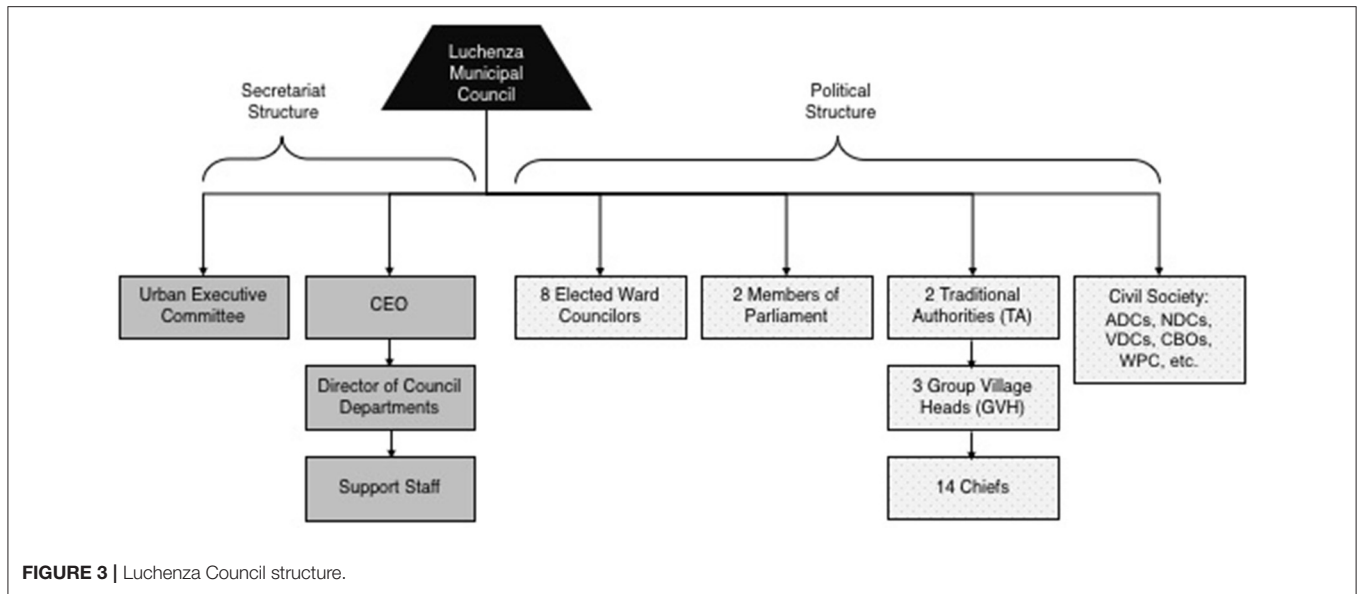 Luchenza
Municipal
Council
Secretariat
Structure
Political
Structure
Urban Executive
Committee
CEO
8 Elected Ward
Councilors
2 Members of
Parliament
2 Traditional
Authorities (TA)
Civil Society:
ADCs, NDCs,
VDCs, CBOs,
WPC, etc.
Director of Council
Departments
3 Group Village
Heads (GVH)
Support Staff
14 Chiefs
FIGURE 3 | Luchenza Council structure.